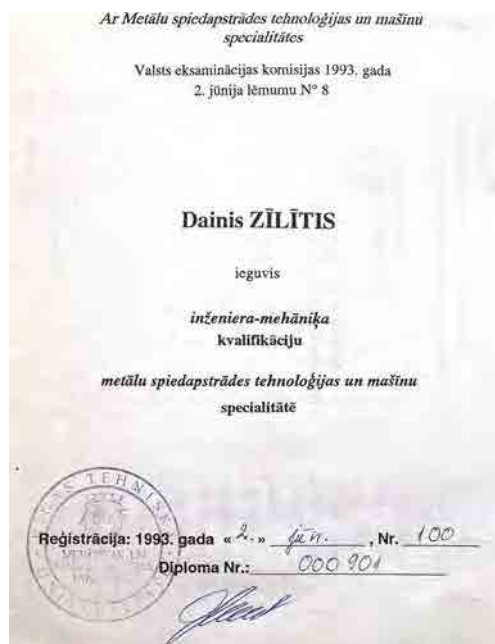 Ar Metālu spiedapstrādes tehnoloģijas un mašīnu
specialitātes
Valsts eksaminācijas komisijas 1993. gada
2. jūnija lēmumu N° 8
Dainis ZĪLĪTIS
ieguvis
inženiera-mehāniķa
kvalifikāciju
metālu spiedapstrādes tehnoloģijas un mašīnu
specialitātē
TEHNISK
Reģistrācija: 1993. gada « 2. » jūn. , Nr. 100
Diploma Nr.: 000 901